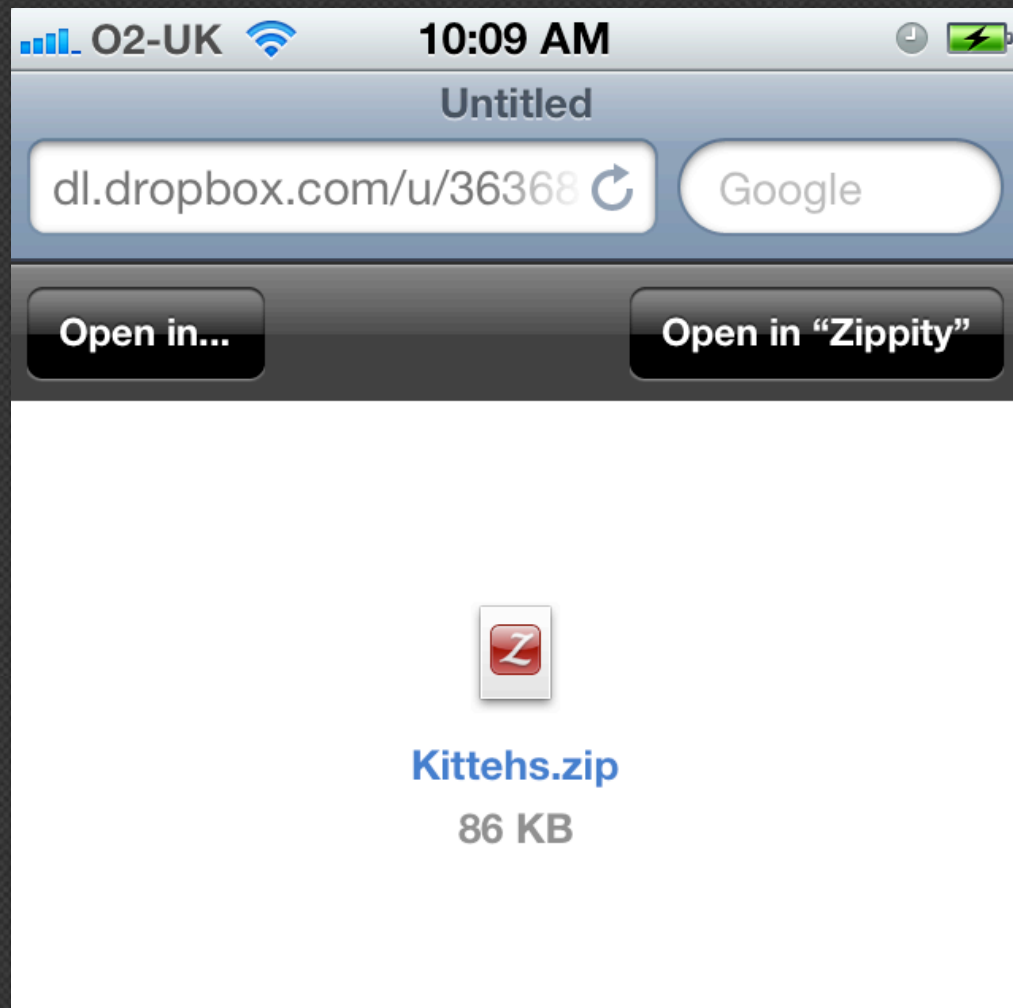 O2-UK 10:09 AM
Untitled
dl.dropbox.com/u/36368 Google
Open in... Open in “Zippity”
Z
Kittehs.zip
86 KB